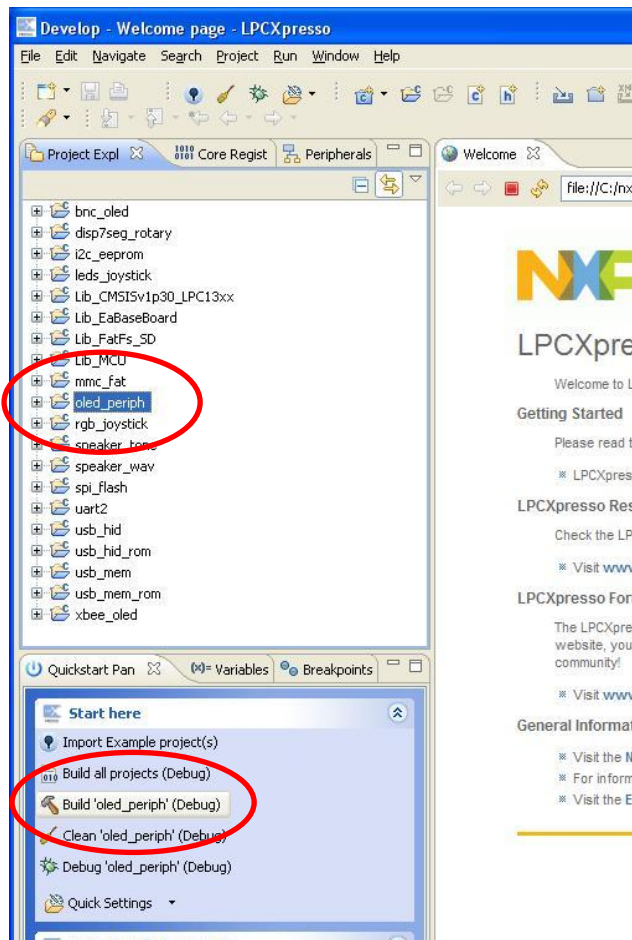 Develop - Welcome page - LPCXpresso
File Edit Navigate Search Project Run Window Help
Project Expl Core Regist Peripherals
Welcome
file://C:/nx
bnc_oled
disp7seg_rotary
i2c_eeprom
leds_joystick
Lib_CMSISv1p30_LPC13xx
Lib_EaBaseBoard
Lib_FatFs_SD
Lib_MCU
mmc_fat
oled_periph
rgb_joystick
speaker_tone
speaker_wav
spi_flash
uart2
usb_hid
usb_hid_rom
usb_mem
usb_mem_rom
xbee_oled
NXP
LPCXpre
Welcome to L
Getting Started
Please read t
LPCXpres
LPCXpresso Res
Check the LP
Visit www
LPCXpresso For
The LPCXpre
website, you
community!
Visit www
General Informat
Visit the N
For inform
Visit the E
Quickstart Pan (x)= Variables Breakpoints
Start here
Import Example project(s)
Build all projects (Debug)
Build 'oled_periph' (Debug)
Clean 'oled_periph' (Debug)
Debug 'oled_periph' (Debug)
Quick Settings